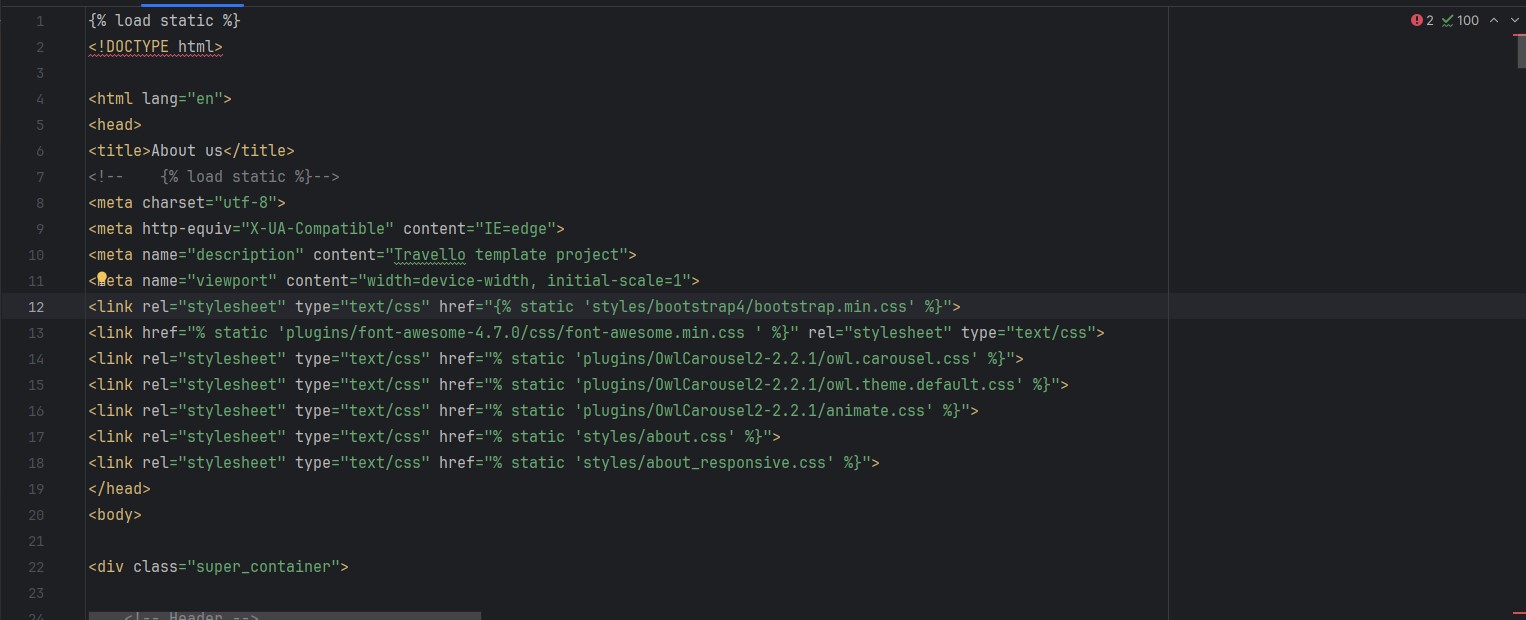 1 {% load static %}
2 <!DOCTYPE html>
3
4 <html lang="en">
5 <head>
6 <title>About us</title>
7 <!--    {% load static %}-->
8 <meta charset="utf-8">
9 <meta http-equiv="X-UA-Compatible" content="IE=edge">
10 <meta name="description" content="Travello template project">
11 <meta name="viewport" content="width=device-width, initial-scale=1">
12 <link rel="stylesheet" type="text/css" href="{% static 'styles/bootstrap4/bootstrap.min.css' %}">
13 <link href="% static 'plugins/font-awesome-4.7.0/css/font-awesome.min.css ' %}" rel="stylesheet" type="text/css">
14 <link rel="stylesheet" type="text/css" href="% static 'plugins/OwlCarousel2-2.2.1/owl.carousel.css' %}">
15 <link rel="stylesheet" type="text/css" href="% static 'plugins/OwlCarousel2-2.2.1/owl.theme.default.css' %}">
16 <link rel="stylesheet" type="text/css" href="% static 'plugins/OwlCarousel2-2.2.1/animate.css' %}">
17 <link rel="stylesheet" type="text/css" href="% static 'styles/about.css' %}">
18 <link rel="stylesheet" type="text/css" href="% static 'styles/about_responsive.css' %}">
19 </head>
20 <body>
21
22 <div class="super_container">
23
24     <!-- Header -->
2 100